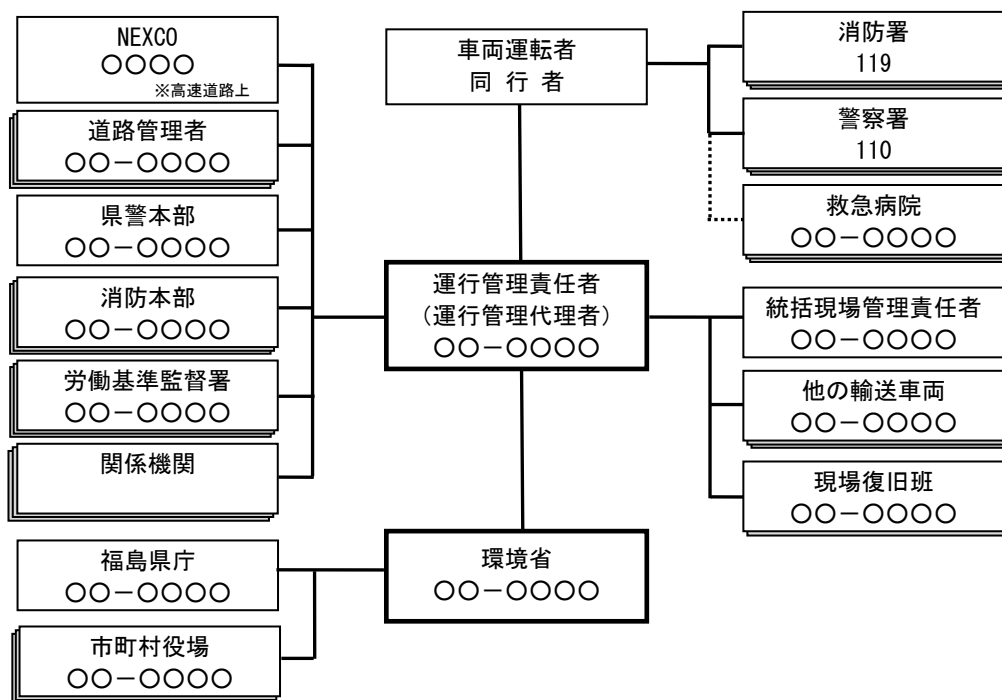 NEXCO
○○○○
※高速道路上
道路管理者
○○－○○○○
県警本部
○○－○○○○
消防本部
○○－○○○○
労働基準監督署
○○－○○○○
関係機関
福島県庁
○○－○○○○
市町村役場
○○－○○○○
車両運転者
同 行 者
運行管理責任者
（運行管理代理者）
○○－○○○○
環境省
○○－○○○○
消防署
119
警察署
110
救急病院
○○－○○○○
統括現場管理責任者
○○－○○○○
他の輸送車両
○○－○○○○
現場復旧班
○○－○○○○